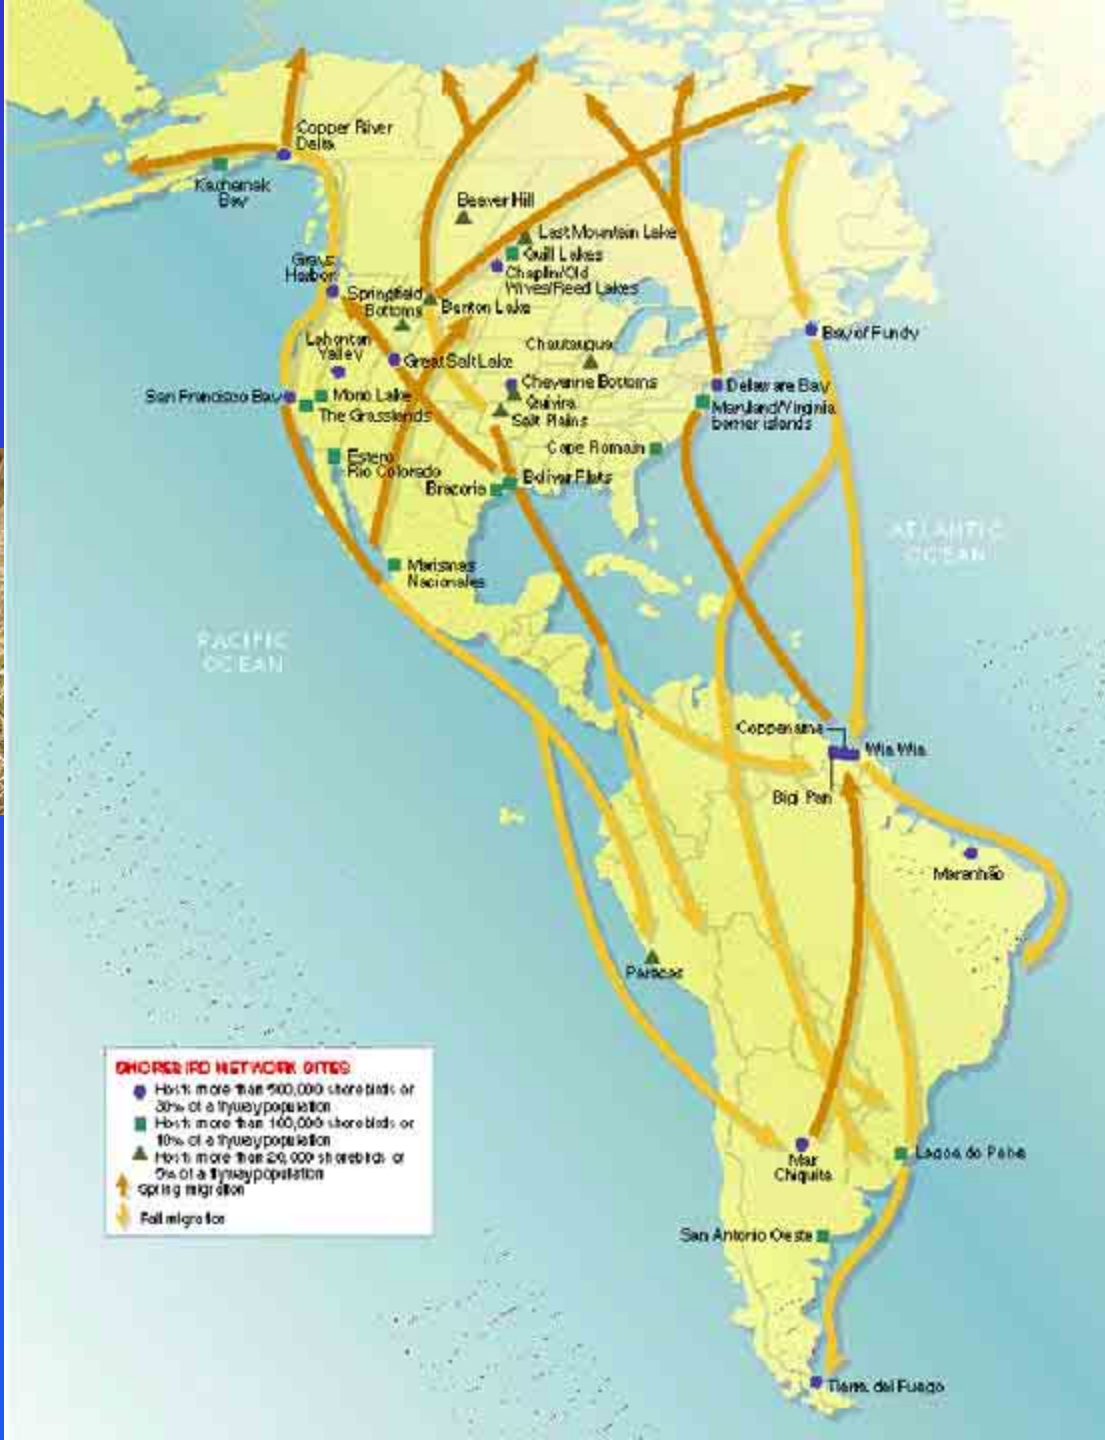 Copper River
Delta
Kachemak
Bay
Beaver Hill
Last Mountain Lake
Quill Lakes
Chaplin/Old
Wives/Reed Lakes
Grays
Harbor
Springfield
Bottoms
Benton Lake
Lahontan
Valley
Great Salt Lake
Chautauqua
Bay of Fundy
San Francisco Bay
Mono Lake
The Grasslands
Cheyenne Bottoms
Quivira
Salt Plains
Delaware Bay
Maryland/Virginia
barrier islands
Cape Romain
Estero
Rio Colorado
Brazoria
Bolivar Flats
Marismas
Nacionales
ATLANTIC
OCEAN
PACIFIC
OCEAN
Coppename
Wia Wia
Bigi Pan
Maranhão
Paracas
SHOREBIRD NETWORK SITES
Hosts more than 500,000 shorebirds or
30% of a flyway population
Hosts more than 100,000 shorebirds or
10% of a flyway population
Hosts more than 20,000 shorebirds or
5% of a flyway population
Spring migration
Fall migration
Mar
Chiquita
Lagoa do Peixe
San Antonio Oeste
Tierra del Fuego